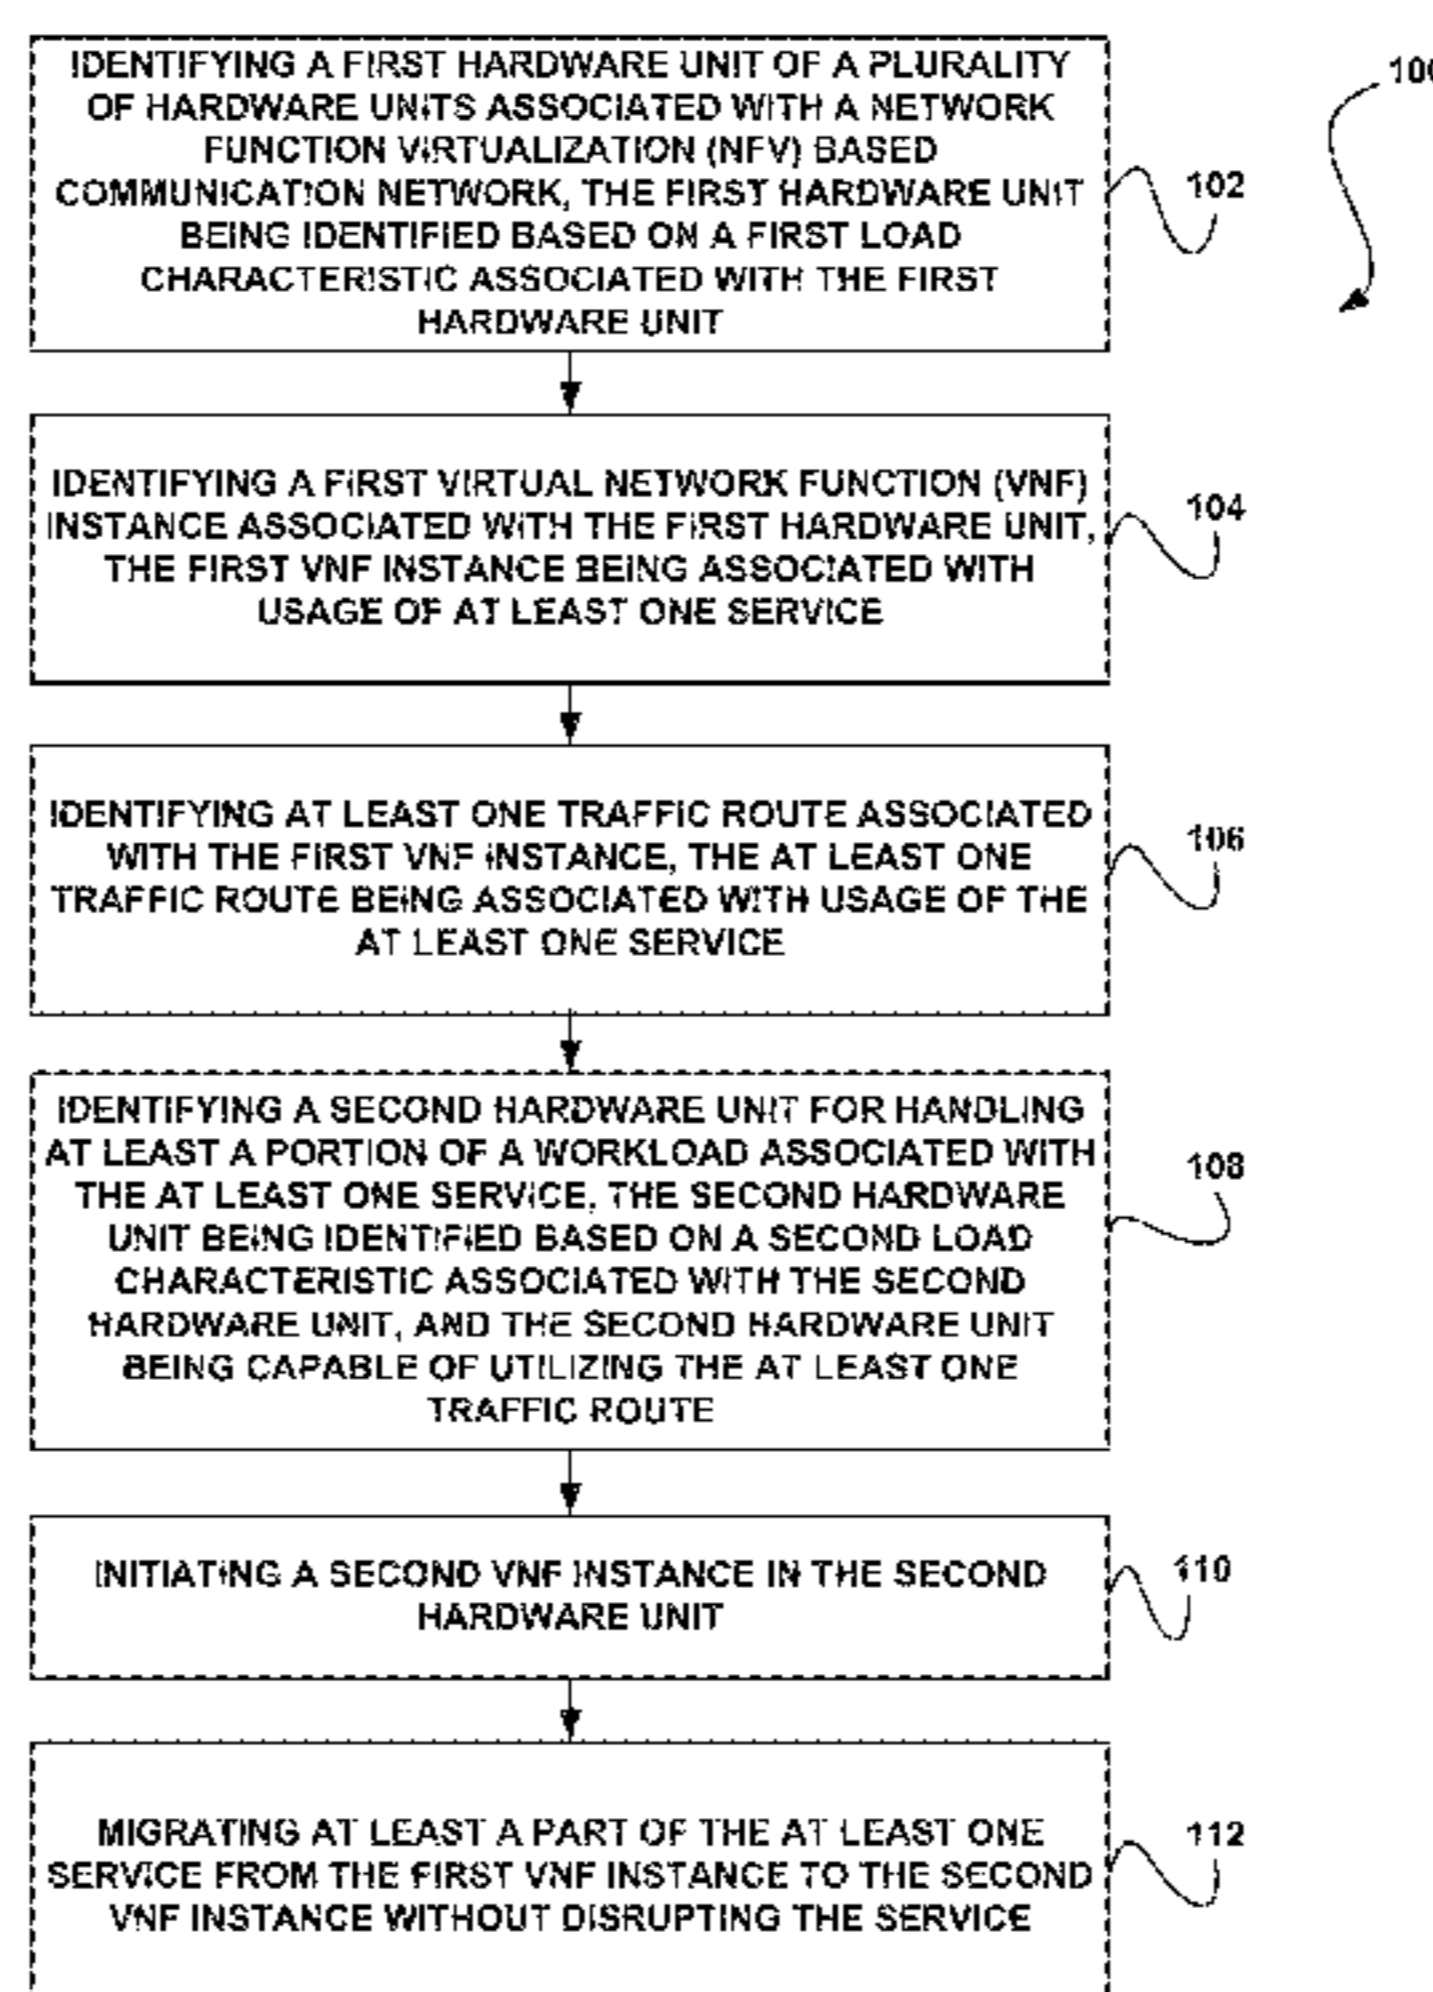 IDENTIFYING A FIRST HARDWARE UNIT OF A PLURALITY
OF HARDWARE UNITS ASSOCIATED WITH A NETWORK
FUNCTION VIRTUALIZATION (NFV) BASED
COMMUNICATION NETWORK, THE FIRST HARDWARE UNIT
BEING IDENTIFIED BASED ON A FIRST LOAD
CHARACTERISTIC ASSOCIATED WITH THE FIRST
HARDWARE UNIT
100
102
IDENTIFYING A FIRST VIRTUAL NETWORK FUNCTION (VNF)
INSTANCE ASSOCIATED WITH THE FIRST HARDWARE UNIT,
THE FIRST VNF INSTANCE BEING ASSOCIATED WITH
USAGE OF AT LEAST ONE SERVICE
104
IDENTIFYING AT LEAST ONE TRAFFIC ROUTE ASSOCIATED
WITH THE FIRST VNF INSTANCE, THE AT LEAST ONE
TRAFFIC ROUTE BEING ASSOCIATED WITH USAGE OF THE
AT LEAST ONE SERVICE
106
IDENTIFYING A SECOND HARDWARE UNIT FOR HANDLING
AT LEAST A PORTION OF A WORKLOAD ASSOCIATED WITH
THE AT LEAST ONE SERVICE, THE SECOND HARDWARE
UNIT BEING IDENTIFIED BASED ON A SECOND LOAD
CHARACTERISTIC ASSOCIATED WITH THE SECOND
HARDWARE UNIT, AND THE SECOND HARDWARE UNIT
BEING CAPABLE OF UTILIZING THE AT LEAST ONE
TRAFFIC ROUTE
108
INITIATING A SECOND VNF INSTANCE IN THE SECOND
HARDWARE UNIT
110
MIGRATING AT LEAST A PART OF THE AT LEAST ONE
SERVICE FROM THE FIRST VNF INSTANCE TO THE SECOND
VNF INSTANCE WITHOUT DISRUPTING THE SERVICE
112